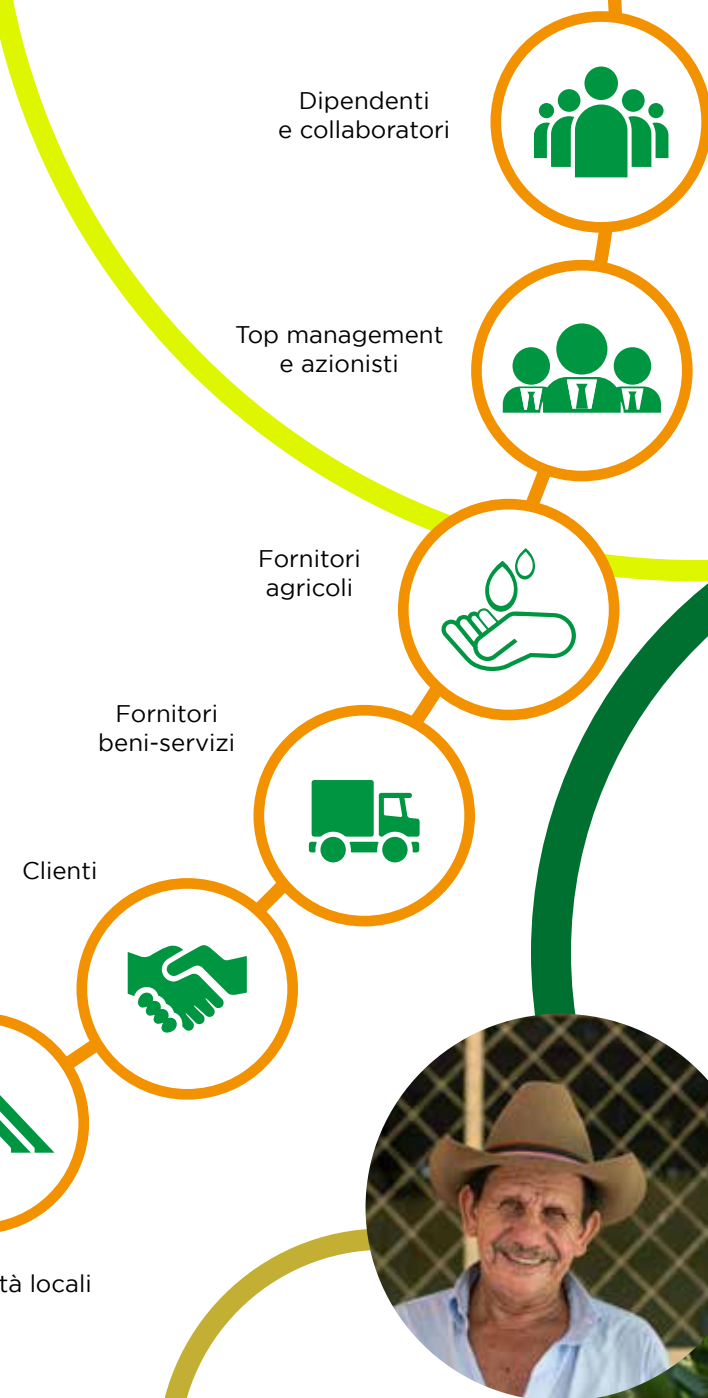 Dipendenti
e collaboratori
Top management
e azionisti
Fornitori
agricoli
Fornitori
beni-servizi
Clienti
tà locali